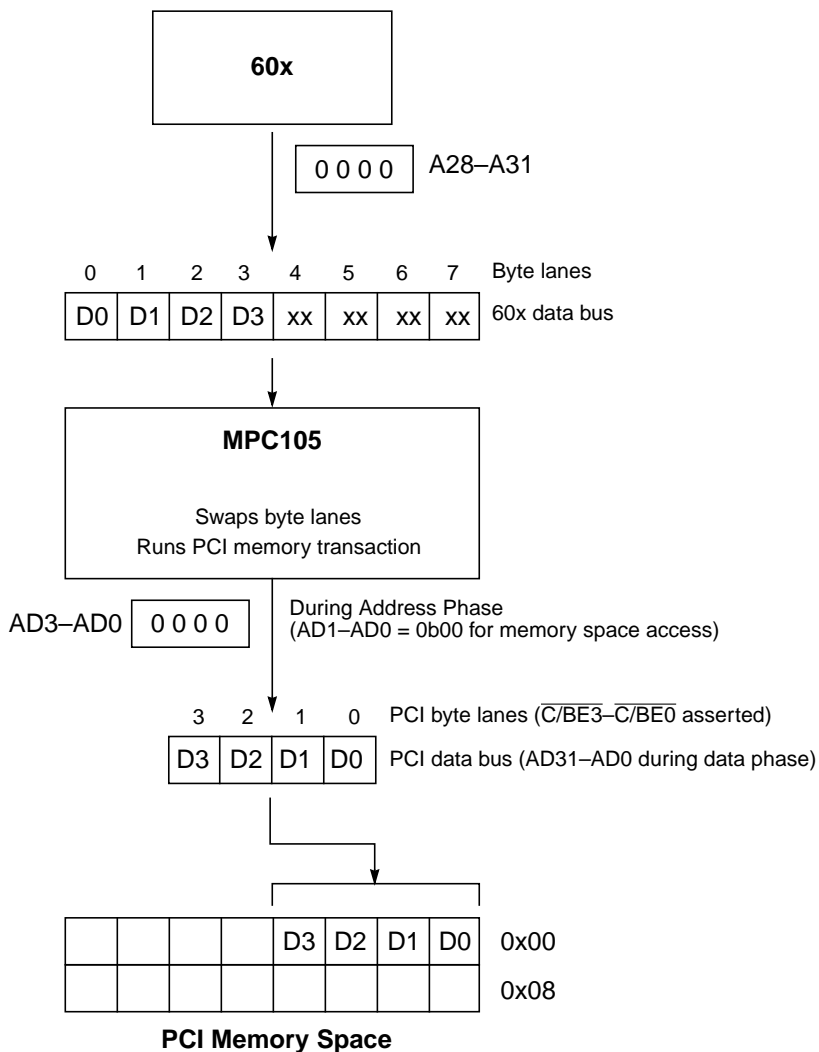 60x
0 0 0 0 A28–A31
0 1 2 3 4 5 6 7 Byte lanes
D0 D1 D2 D3 xx xx xx xx 60x data bus
MPC105
Swaps byte lanes
Runs PCI memory transaction
AD3–AD0 0 0 0 0
During Address Phase
(AD1–AD0 = 0b00 for memory space access)
3 2 1 0 PCI byte lanes (C/BE3–C/BE0 asserted)
D3 D2 D1 D0 PCI data bus (AD31–AD0 during data phase)
D3 D2 D1 D0 0x00
0x08
PCI Memory Space